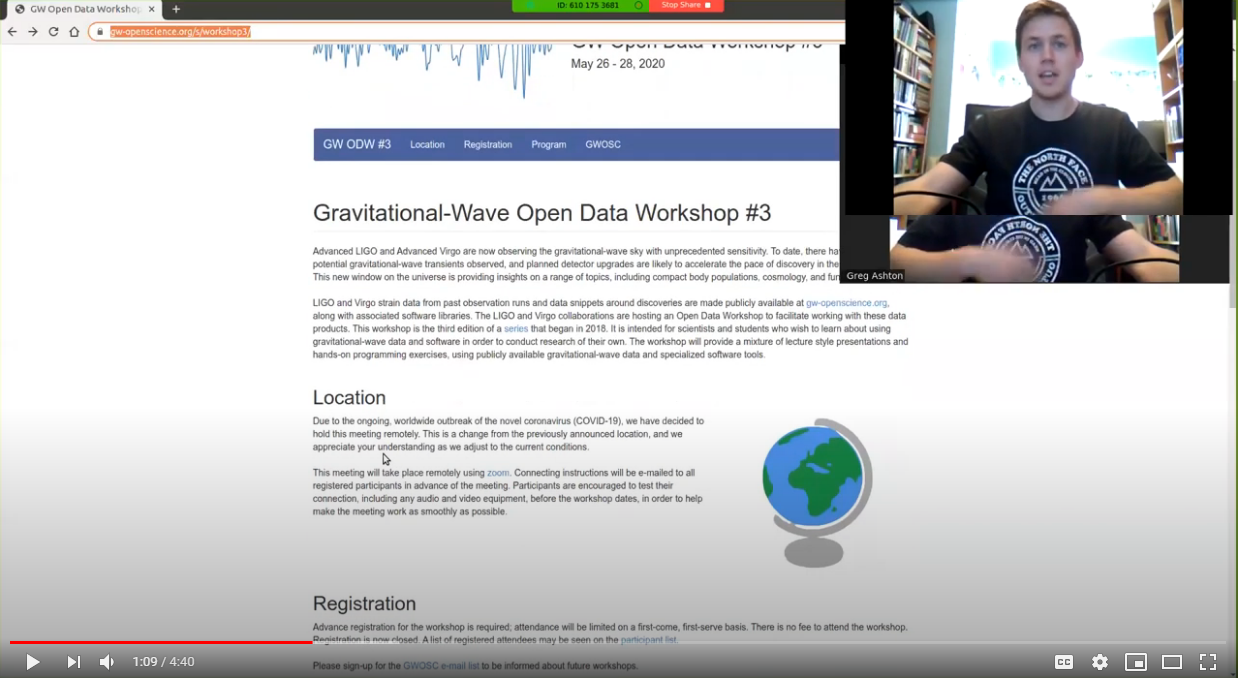 GW Open Data Workshop
ID: 610 175 3681
Stop Share
gw-openscience.org/s/workshop3/
May 26 - 28, 2020
GW ODW #3 Location Registration Program GWOSC
Gravitational-Wave Open Data Workshop #3
Advanced LIGO and Advanced Virgo are now observing the gravitational-wave sky with unprecedented sensitivity. To date, there
potential gravitational-wave transients observed, and planned detector upgrades are likely to accelerate the pace of discovery in the
This new window on the universe is providing insights on a range of topics, including compact body populations, cosmology, and
LIGO and Virgo strain data from past observation runs and data snippets around discoveries are made publicly available at gw-openscience.org,
along with associated software libraries. The LIGO and Virgo collaborations are hosting an Open Data Workshop to facilitate working with these data
products. This workshop is the third edition of a series that began in 2018. It is intended for scientists and students who wish to learn about using
gravitational-wave data and software in order to conduct research of their own. The workshop will provide a mixture of lecture style presentations and
hands-on programming exercises, using publicly available gravitational-wave data and specialized software tools.
Location
Due to the ongoing, worldwide outbreak of the novel coronavirus (COVID-19), we have decided to
hold this meeting remotely. This is a change from the previously announced location, and we
appreciate your understanding as we adjust to the current conditions.
This meeting will take place remotely using zoom. Connecting instructions will be e-mailed to all
registered participants in advance of the meeting. Participants are encouraged to test their
connection, including any audio and video equipment, before the workshop dates, in order to help
make the meeting work as smoothly as possible.
Registration
Advance registration for the workshop is required; attendance will be limited on a first-come, first-serve basis. There is no fee to attend the workshop.
Registration is now closed. A list of registered attendees may be seen on the participant list.
Please sign-up for the GWOSC e-mail list to be informed about future workshops.
THE NORTH FACE
Greg Ashton
1:09 / 4:40
CC